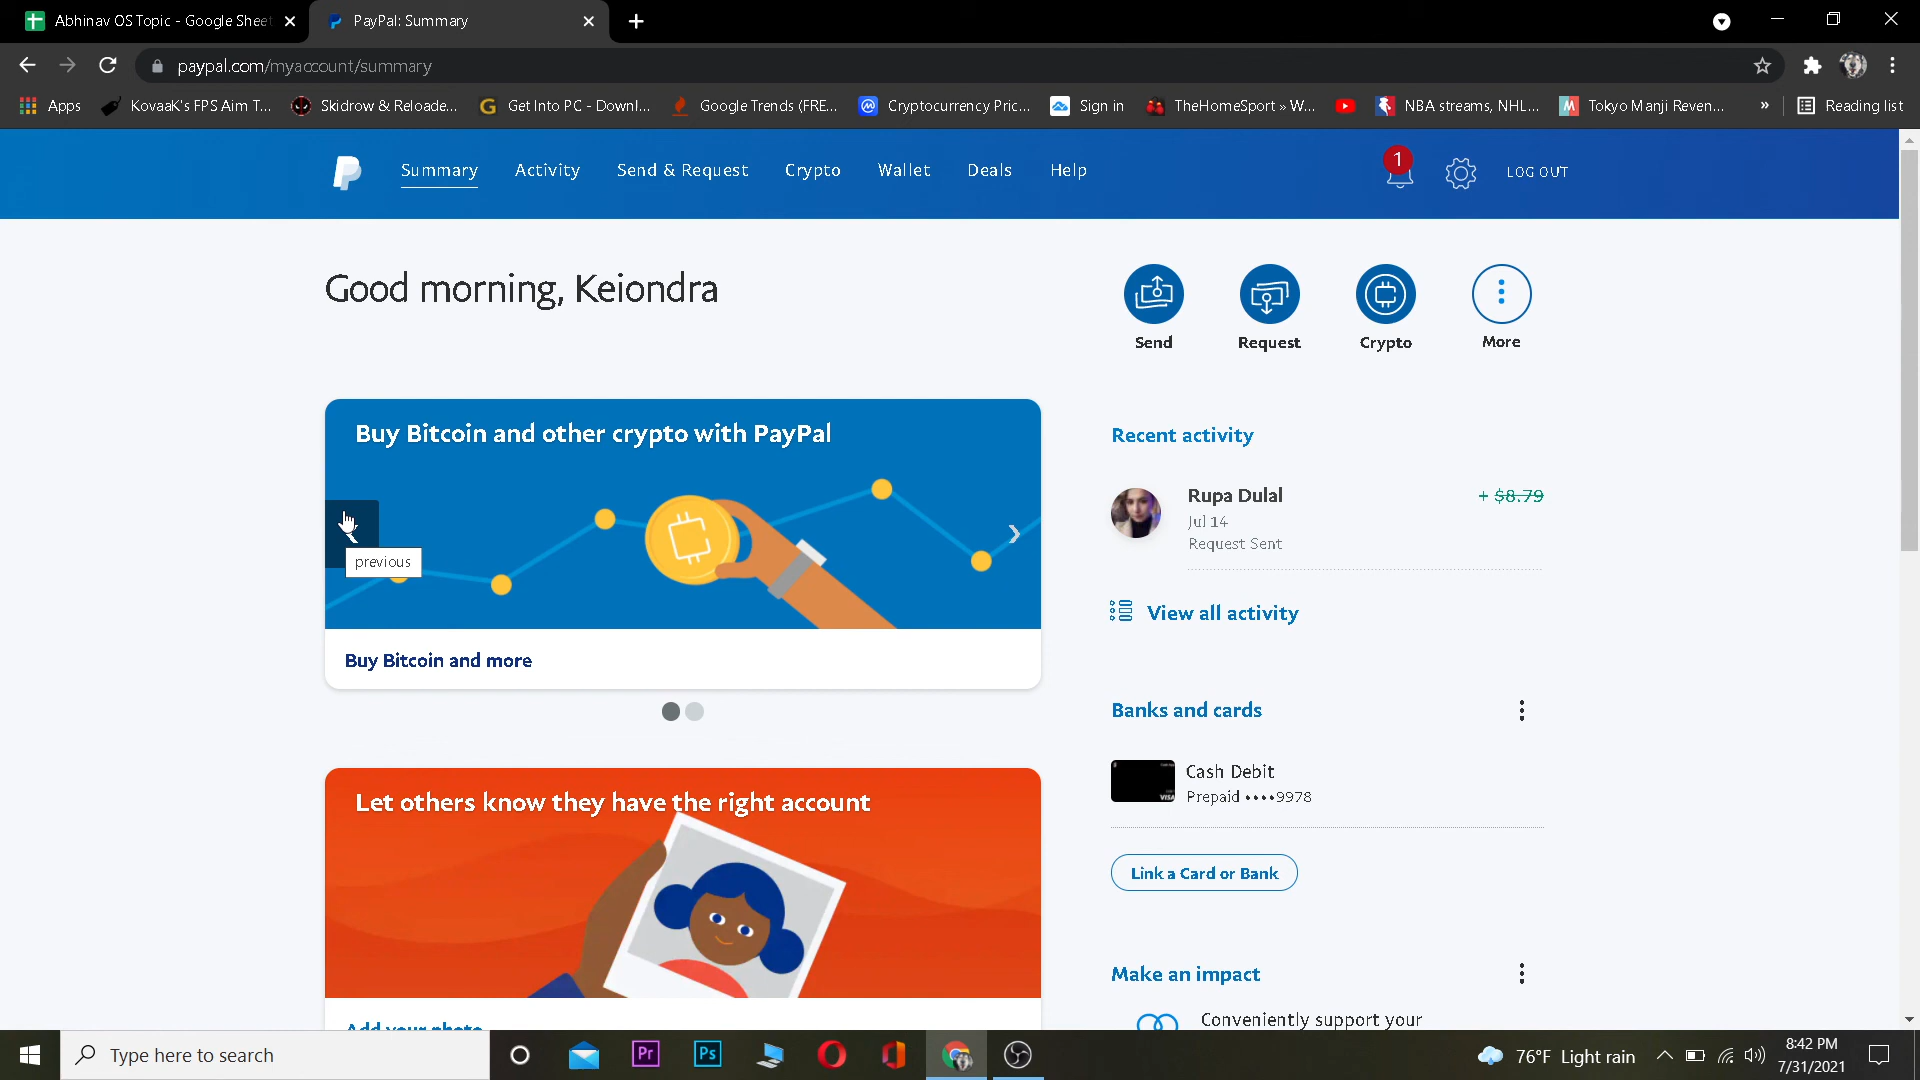 Abhinav OS Topic - Google Sheet
PayPal: Summary
paypal.com/myaccount/summary
Apps
KovaaK's FPS Aim T...
Skidrow & Reloade...
Get Into PC - Downl...
Google Trends (FRE...
Cryptocurrency Pric...
Sign in
TheHomeSport » W...
NBA streams, NHL...
Tokyo Manji Reven...
»
Reading list
Summary
Activity
Send & Request
Crypto
Wallet
Deals
Help
1
LOG OUT
Good morning, Keiondra
Send
Request
Crypto
More
Buy Bitcoin and other crypto with PayPal
previous
Buy Bitcoin and more
Recent activity
Rupa Dulal
+ $8.79
Jul 14
Request Sent
View all activity
Banks and cards
Cash Debit
Prepaid ••••9978
VISA
Link a Card or Bank
Let others know they have the right account
Add your photo
Make an impact
Conveniently support your
Type here to search
Pr
Ps
76°F Light rain
8:42 PM
7/31/2021